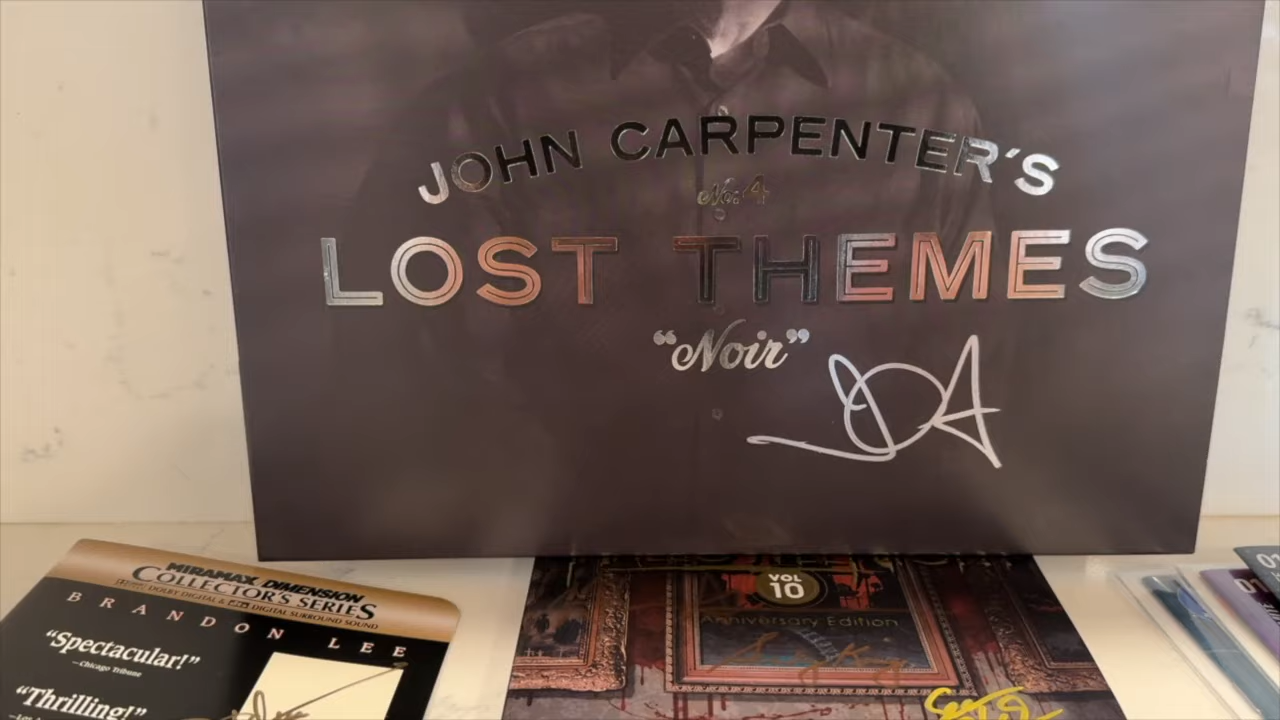 JOHN CARPENTER'S
No. 4
LOST THEMES
“Noir”
MIRAMAX DIMENSION
COLLECTOR'S SERIES
DOLBY DIGITAL & dts DIGITAL SURROUND SOUND
BRANDON LEE
“Spectacular!”
—Chicago Tribune
“Thrilling!”
VOL
10
Anniversary Edition